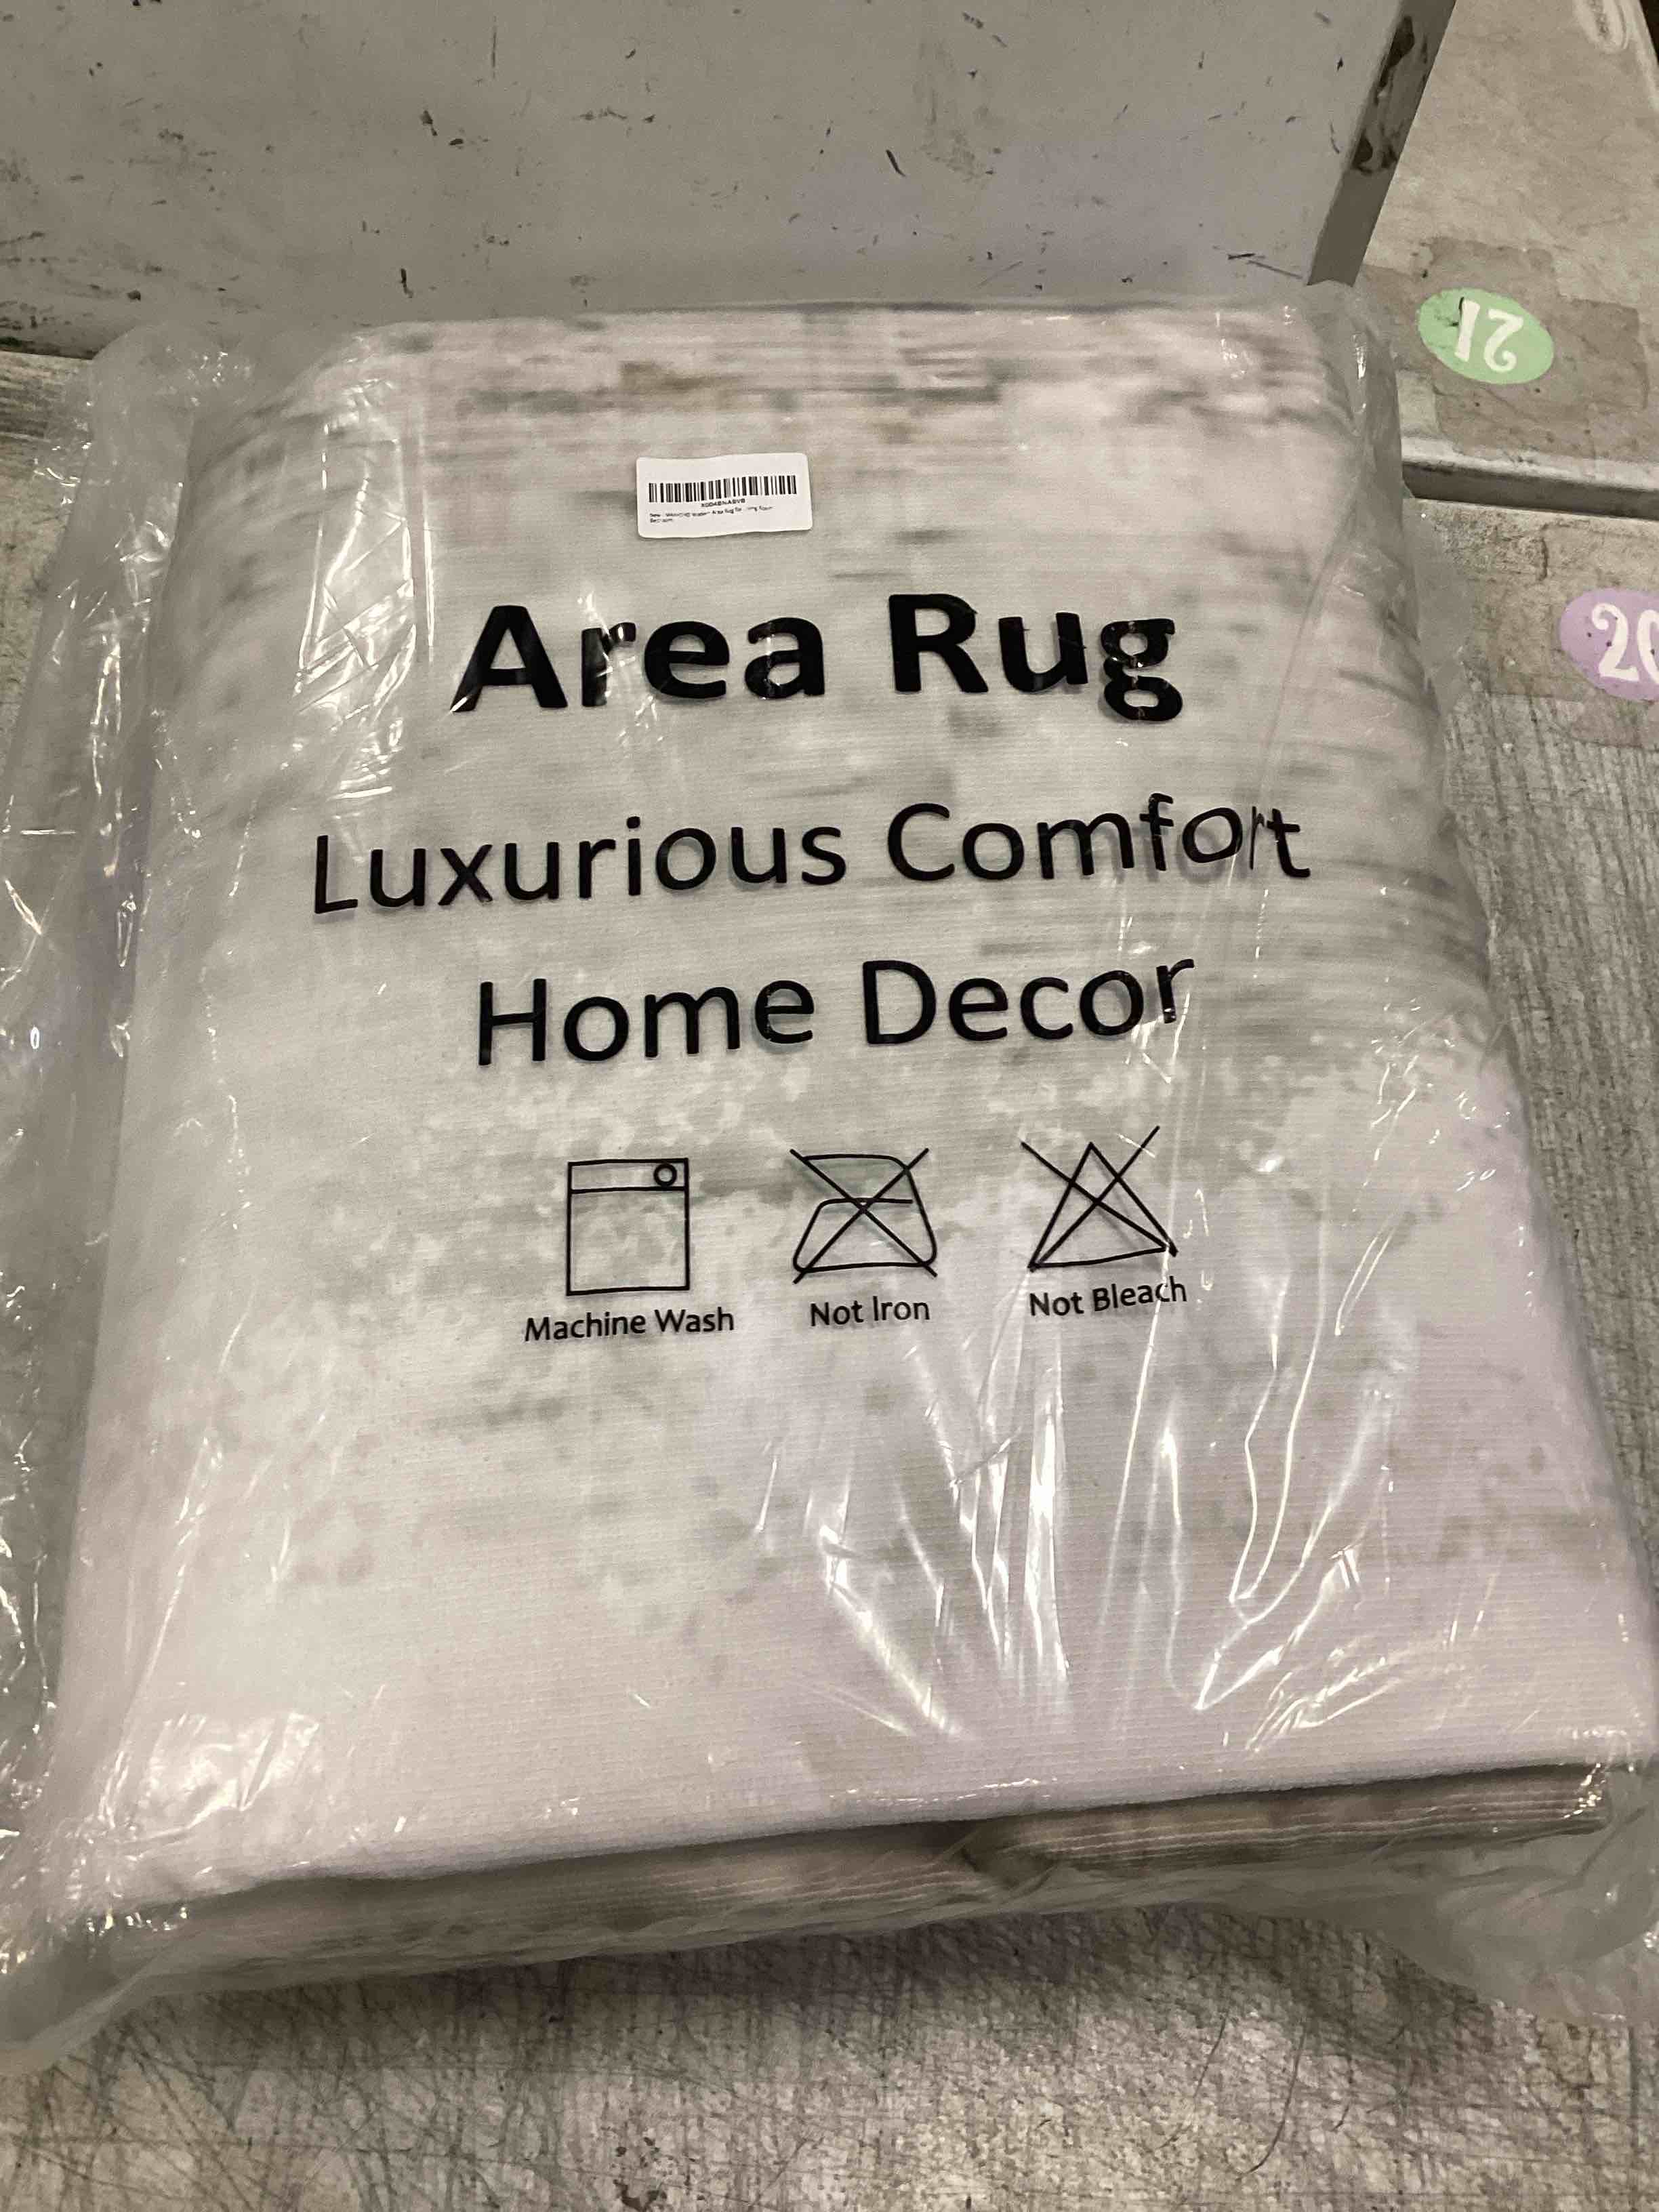 21
20
Area Rug
Luxurious Comfort
Home Decor
Machine Wash
Not Iron
Not Bleach